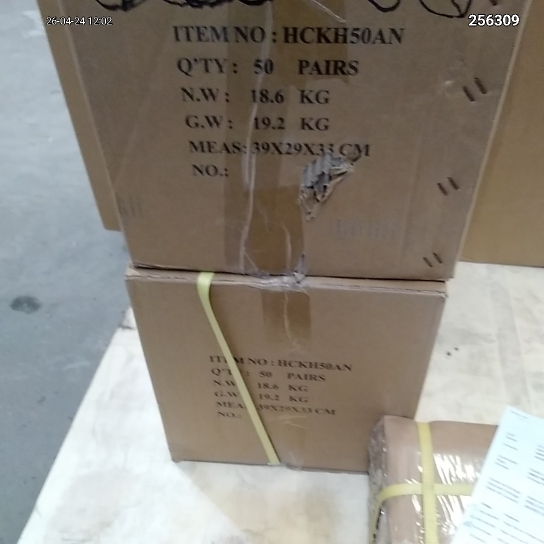 26-04-24 12:02
256309
ITEM NO : HCKH50AN
Q'TY : 50 PAIRS
N.W : 18.6 KG
G.W : 19.2 KG
MEAS: 39X29X33 CM
NO.:
ITEM NO : HCKH50AN
Q'TY : 50 PAIRS
N.W : 18.6 KG
G.W : 19.2 KG
MEAS: 39X29X33 CM
NO.: